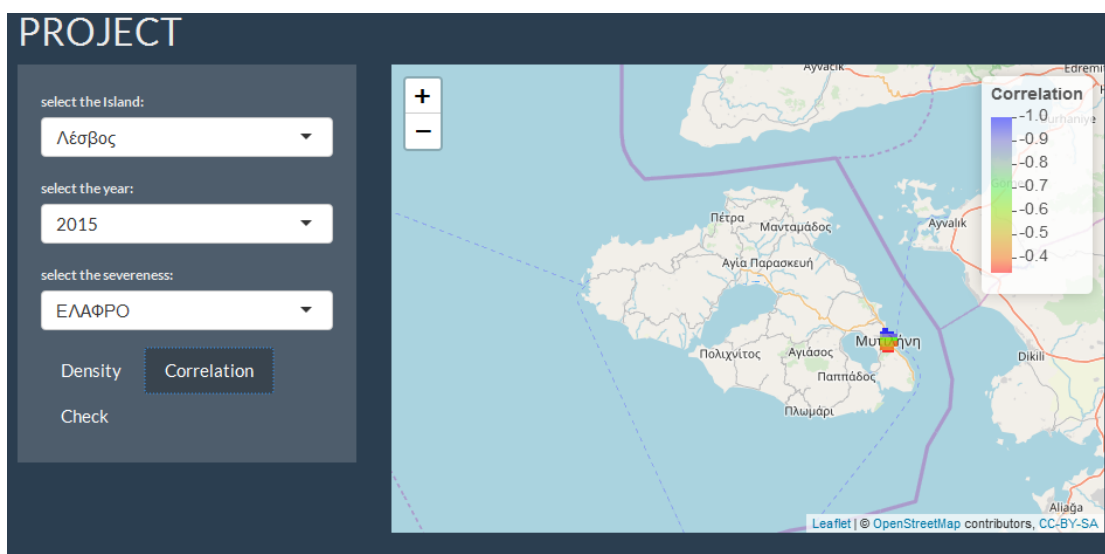 PROJECT
select the Island:
Λέσβος
select the year:
2015
select the severeness:
ΕΛΑΦΡΟ
Density Correlation
Check
+
−
Ayvacık
Edremi
Correlation
-1.0
-0.9
-0.8
-0.7
-0.6
-0.5
-0.4
urhaniye
Πέτρα
Μανταμάδος
Ayvalık
Αγία Παρασκευή
Μυτιλήνη
Πολιχνίτος
Αγιάσος
Dikili
Παππάδος
Πλωμάρι
Aliağa
Leaflet | © OpenStreetMap contributors, CC-BY-SA